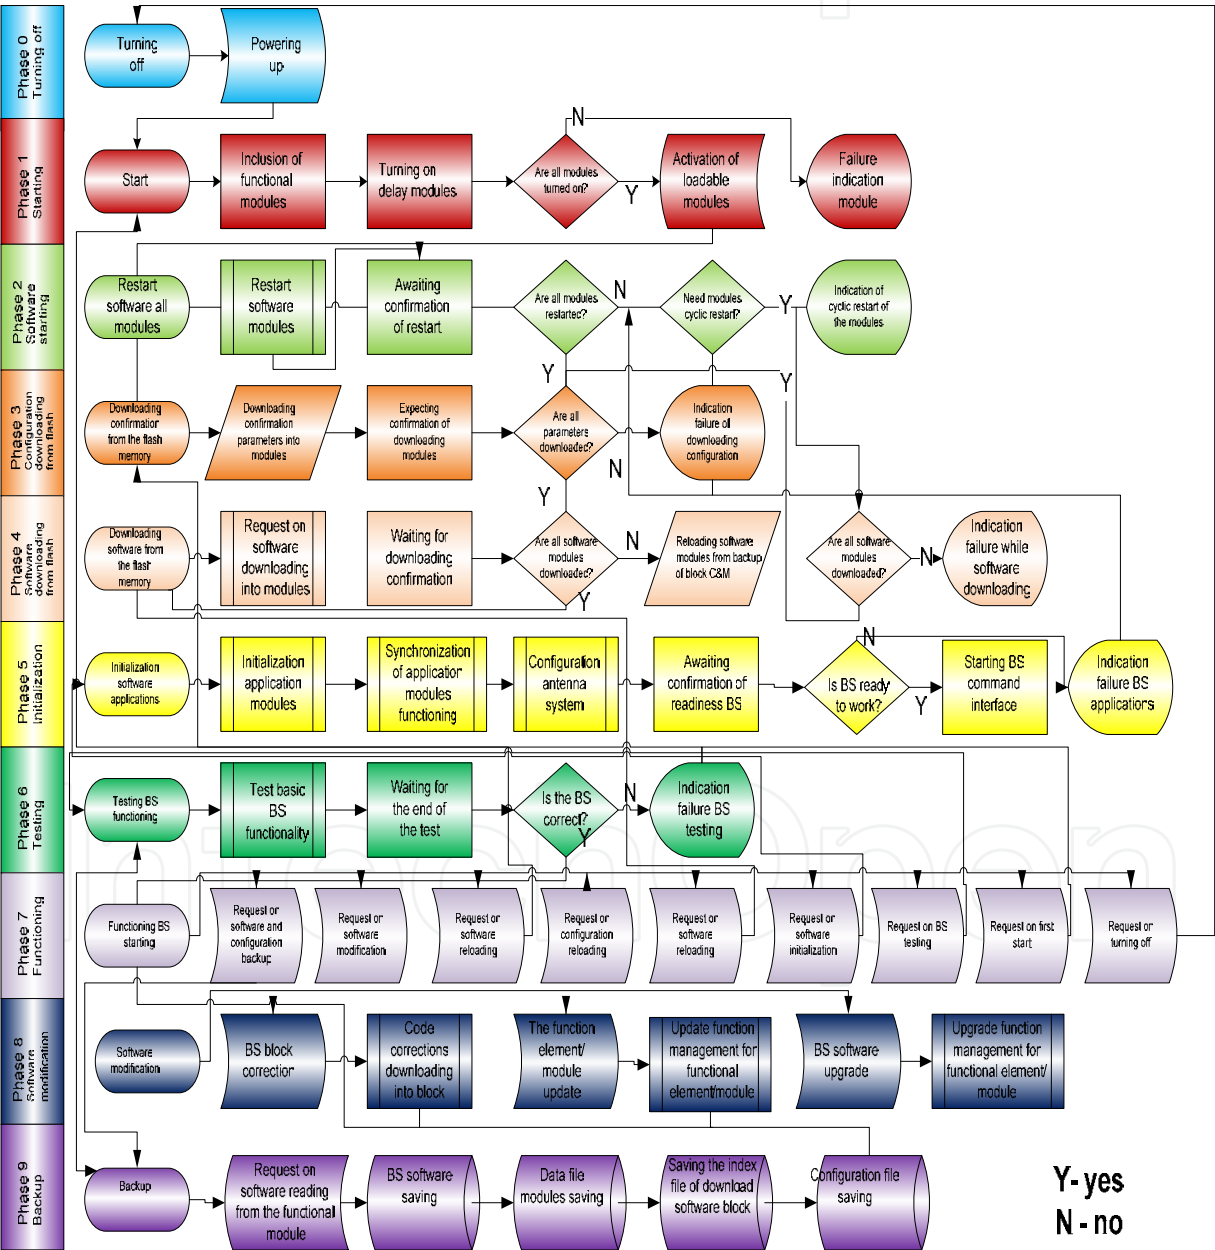 Phase 0
Turning off
Turning
off
Powering
up
Phase 1
Starting
Start
Inclusion of
functional
modules
Turning on
delay modules
Are all modules
turned on?
N
Y
Activation of
loadable
modules
Failure
indication
module
Phase 2
Software
starting
Restart
software all
modules
Restart
software
modules
Awaiting
confirmation
of restart
Are all modules
restarted?
N
Y
Need modules
cyclic restart?
Y
Indication of
cyclic restart of
the modules
Phase 3
Configuration
downloading
from flash
Downloading
confirmation
from the flash
memory
Downloading
confirmation
parameters into
modules
Expecting
confirmation of
downloading
modules
Are all
parameters
downloaded?
N
Y
Indication
failure of
downloading
configuration
Y
Phase 4
Software
downloading
from flash
Downloading
software from
the flash
memory
Request on
software
downloading
into modules
Waiting for
downloading
confirmation
Are all software
modules
downloaded?
N
Y
Reloading software
modules from backup
of block C&M
Are all software
modules
downloaded?
N
Indication
failure while
software
downloading
Phase 5
Initialization
Initialization
software
applications
Initialization
application
modules
Synchronization
of application
modules
functioning
Configuration
antenna
system
Awaiting
confirmation of
readiness BS
Is BS ready
to work?
N
Y
Starting BS
command
interface
Indication
failure BS
applications
Phase 6
Testing
Testing BS
functioning
Test basic
BS
functionality
Waiting for
the end of
the test
Is the BS
correct?
Y
N
Indication
failure BS
testing
Phase 7
Functioning
Functioning BS
starting
Request on
software and
configuration
backup
Request on
software
modification
Request on
software
reloading
Request on
configuration
reloading
Request on
software
reloading
Request on
software
initialization
Request on BS
testing
Request on first
start
Request on
turning off
Phase 8
Software
modification
Software
modification
BS block
correction
Code
corrections
downloading
into block
The function
element/
module
update
Update function
management for
functional
element/module
BS software
upgrade
Upgrade function
management for
functional element/
module
Phase 9
Backup
Backup
Request on
software reading
from the functional
module
BS software
saving
Data file
modules saving
Saving the index
file of download
software block
Configuration file
saving
Y- yes
N - no
InTechOpen